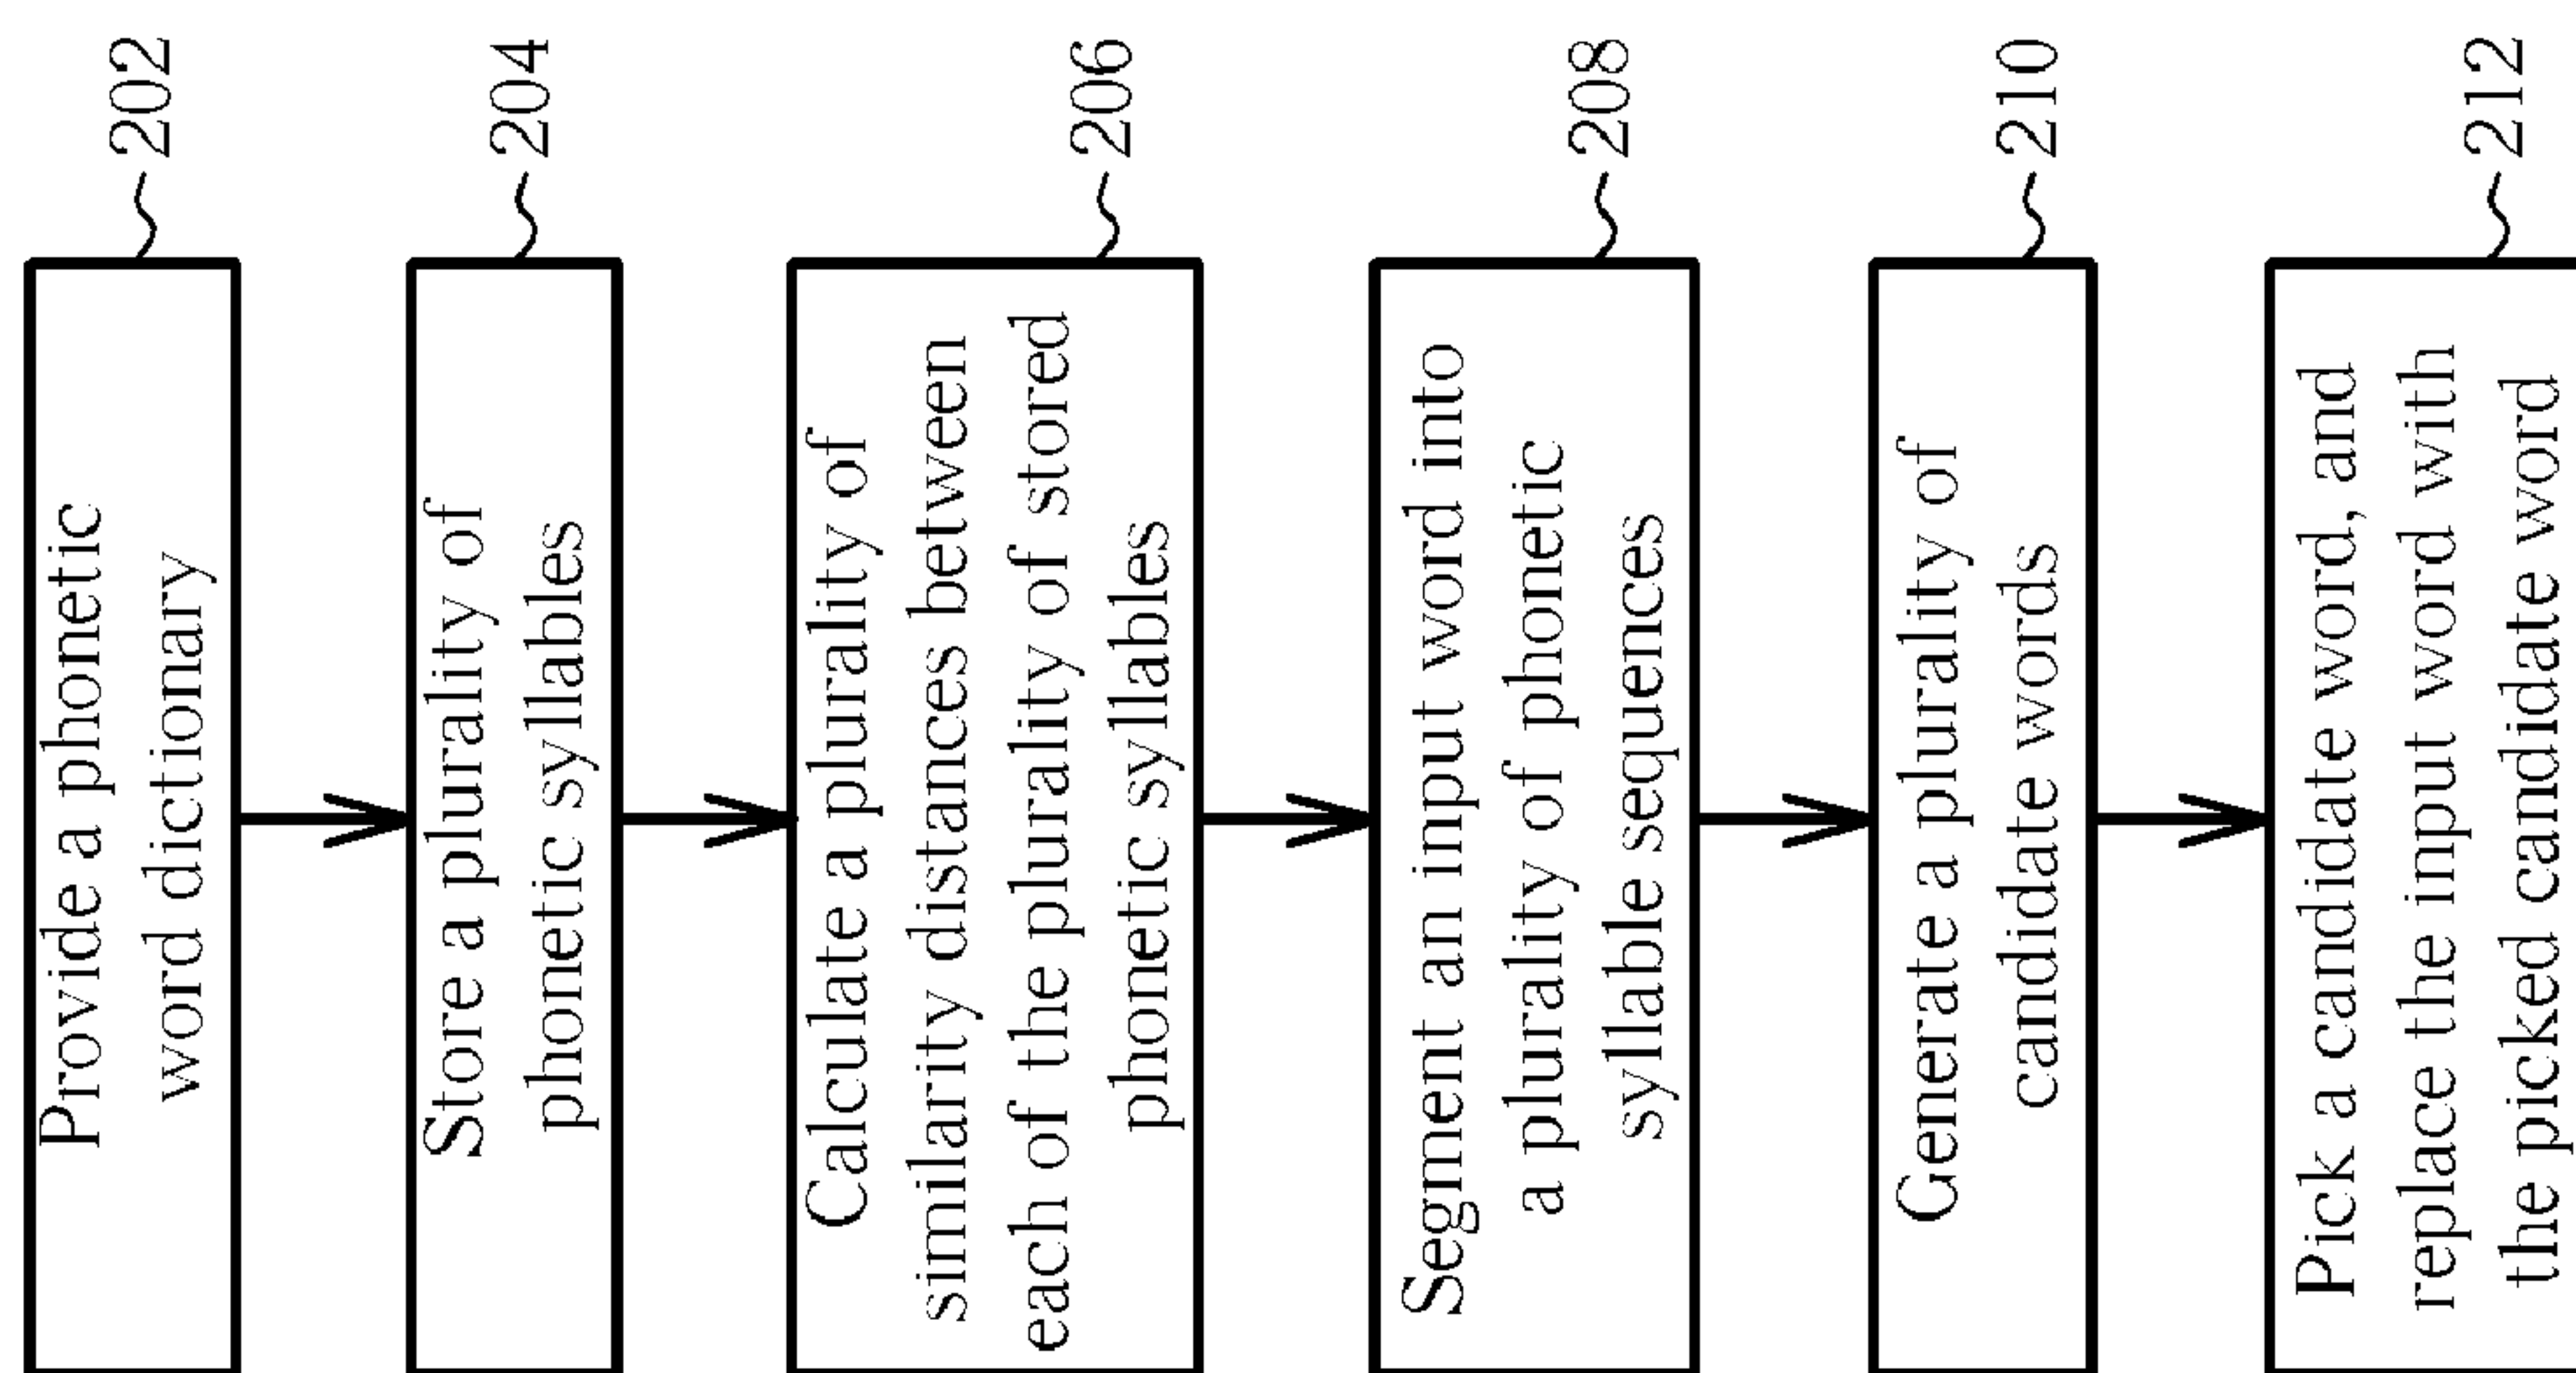 Provide a phonetic
word dictionary
202
Store a plurality of
phonetic syllables
204
Calculate a plurality of
similarity distances between
each of the plurality of stored
phonetic syllables
206
Segment an input word into
a plurality of phonetic
syllable sequences
208
Generate a plurality of
candidate words
210
Pick a candidate word, and
replace the input word with
the picked candidate word
212